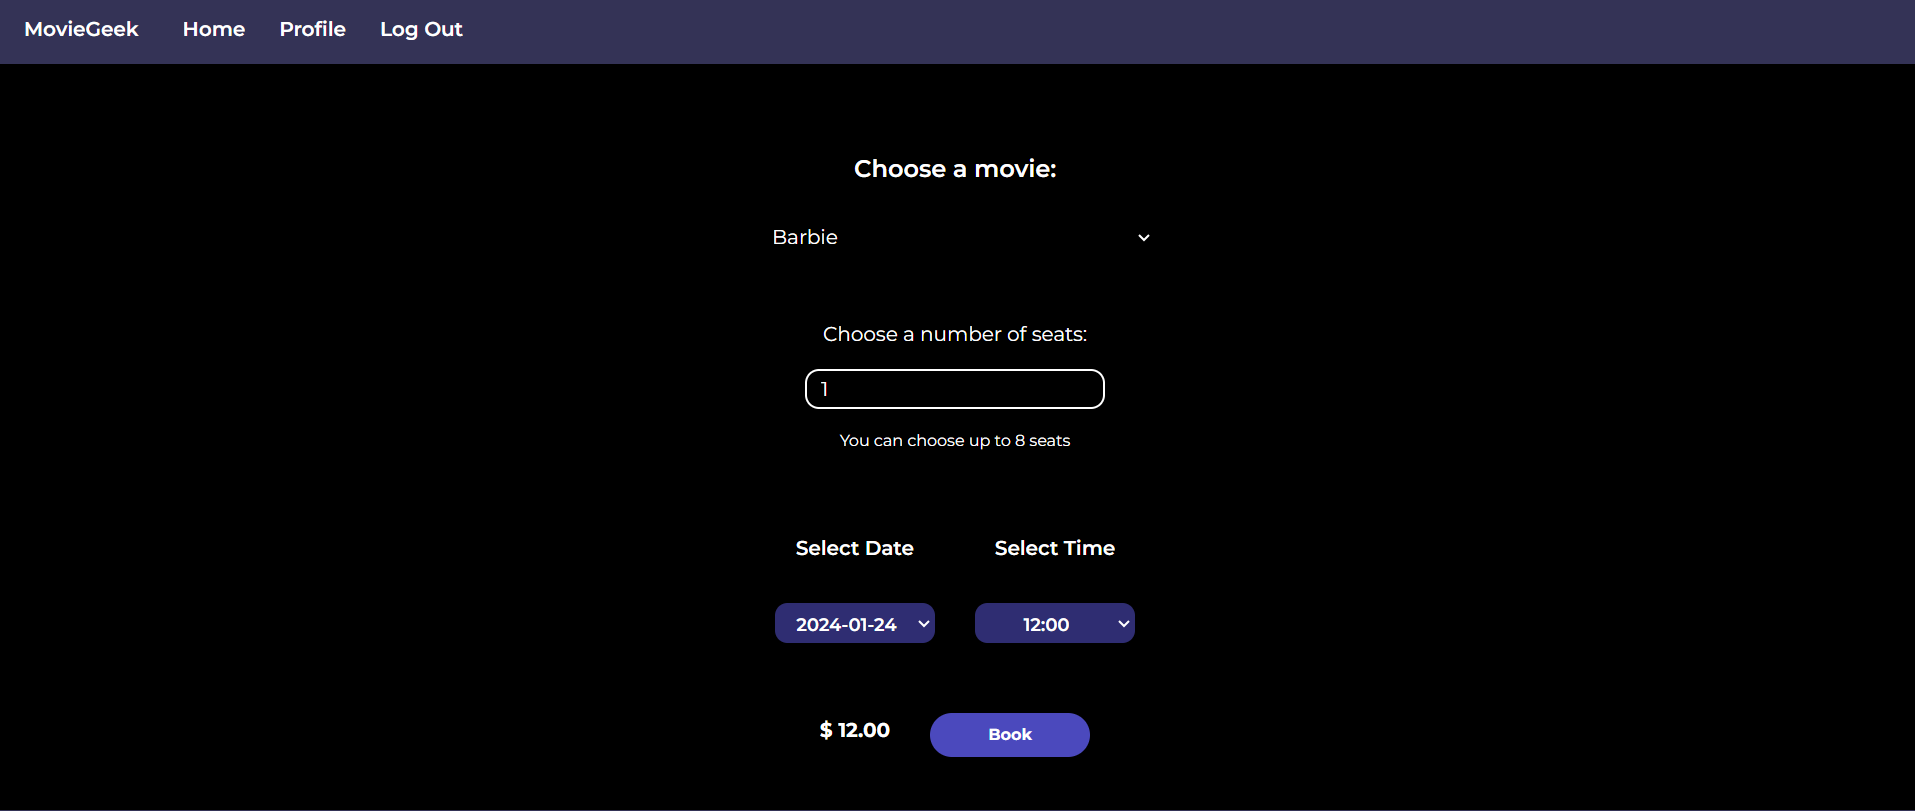 MovieGeek Home Profile Log Out
Choose a movie:
Barbie
Choose a number of seats:
1
You can choose up to 8 seats
Select Date Select Time
2024-01-24 12:00
$ 12.00 Book